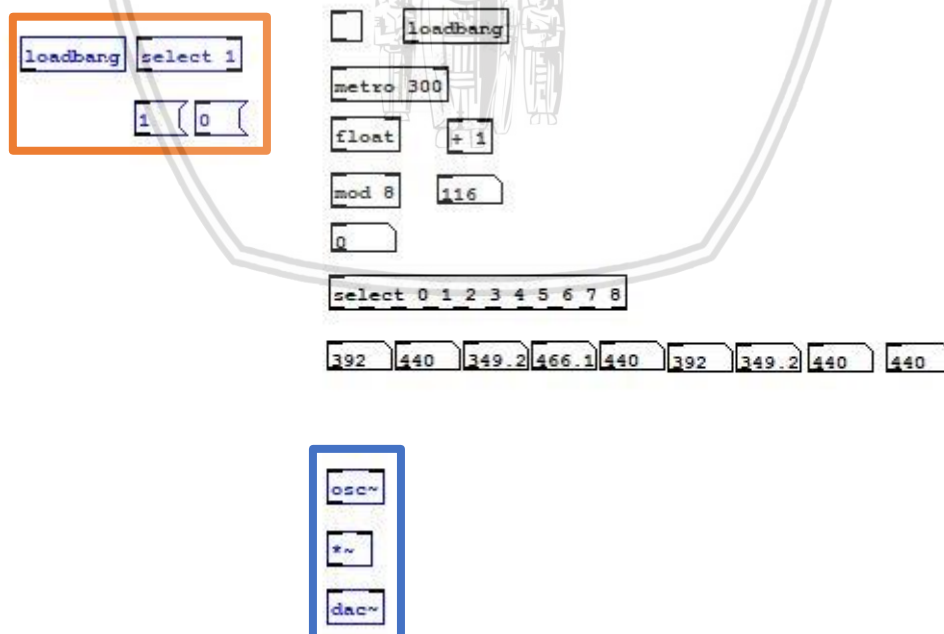 loadbang
loadbang select 1
metro 300
1 0
float + 1
mod 8 116
0
select 0 1 2 3 4 5 6 7 8
392 440 349.2 466.1 440 392 349.2 440 440
osc~
*~
dac~